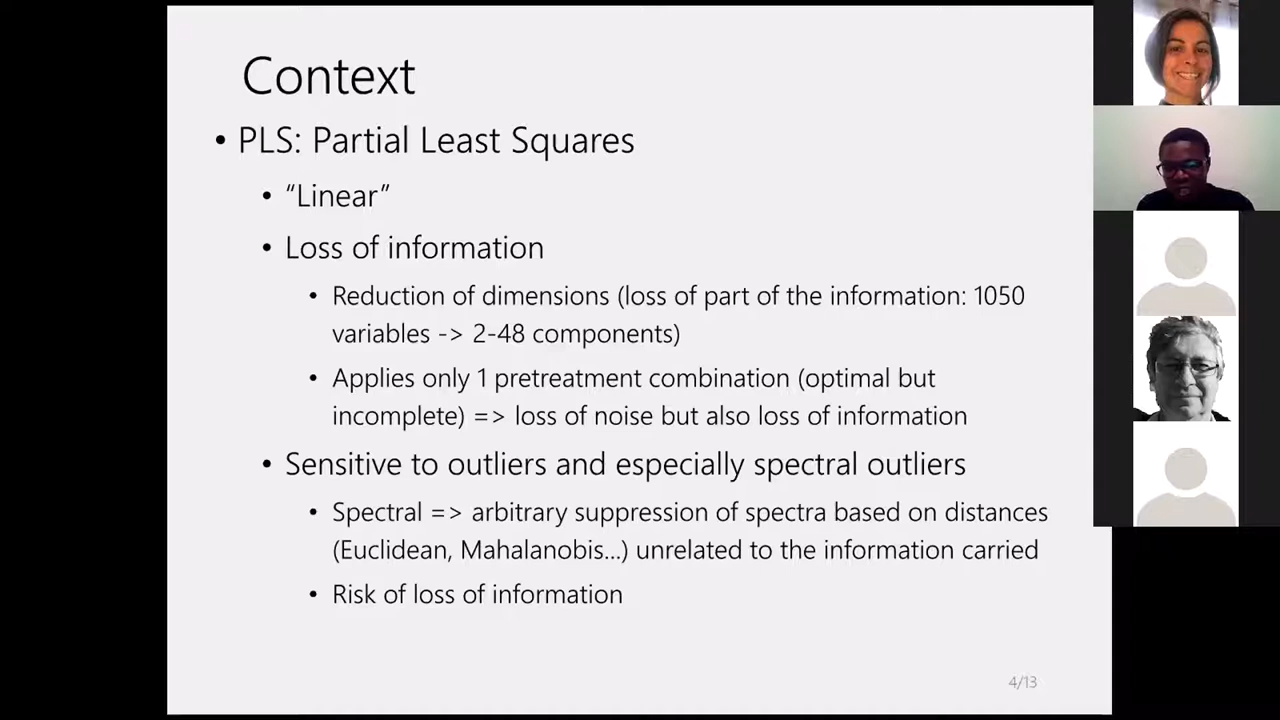 Context
• PLS: Partial Least Squares
• “Linear”
• Loss of information
• Reduction of dimensions (loss of part of the information: 1050
variables -> 2-48 components)
• Applies only 1 pretreatment combination (optimal but
incomplete) => loss of noise but also loss of information
• Sensitive to outliers and especially spectral outliers
• Spectral => arbitrary suppression of spectra based on distances
(Euclidean, Mahalanobis...) unrelated to the information carried
• Risk of loss of information
4/13